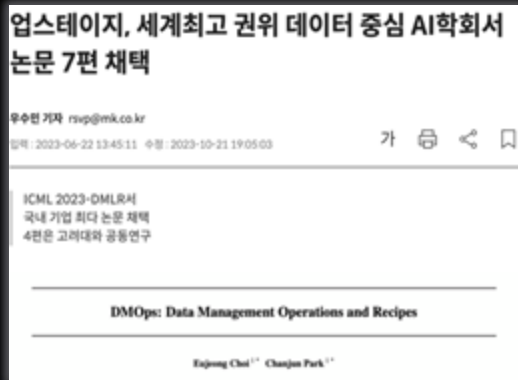 업스테이지, 세계최고 권위 데이터 중심 AI학회서
논문 7편 채택
우수민 기자 rsvp@mk.co.kr
입력 : 2023-06-22 13:45:11 수정 : 2023-10-21 19:05:03
가
ICML 2023-DMLR서
국내 기업 최다 논문 채택
4편은 고려대와 공동연구
DMOps: Data Management Operations and Recipes
Eujeong Choi¹* Chanjun Park¹*